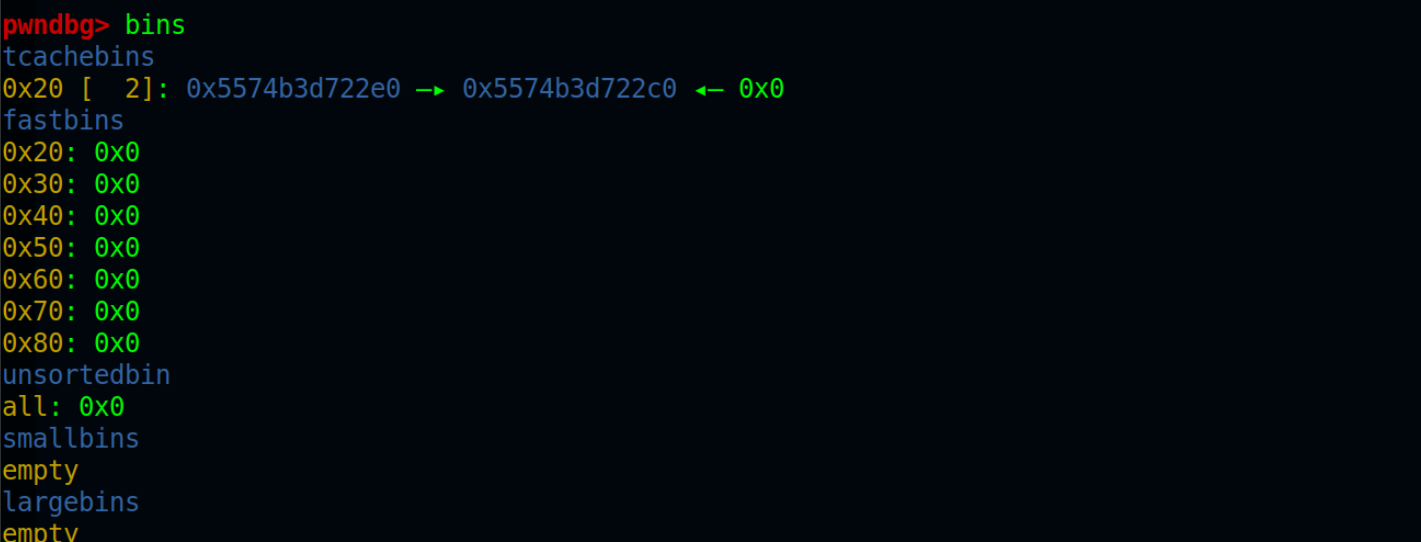 pwndbg> bins
tcachebins
0x20 [  2]: 0x5574b3d722e0 —▸ 0x5574b3d722c0 ◂— 0x0
fastbins
0x20: 0x0
0x30: 0x0
0x40: 0x0
0x50: 0x0
0x60: 0x0
0x70: 0x0
0x80: 0x0
unsortedbin
all: 0x0
smallbins
empty
largebins
empty